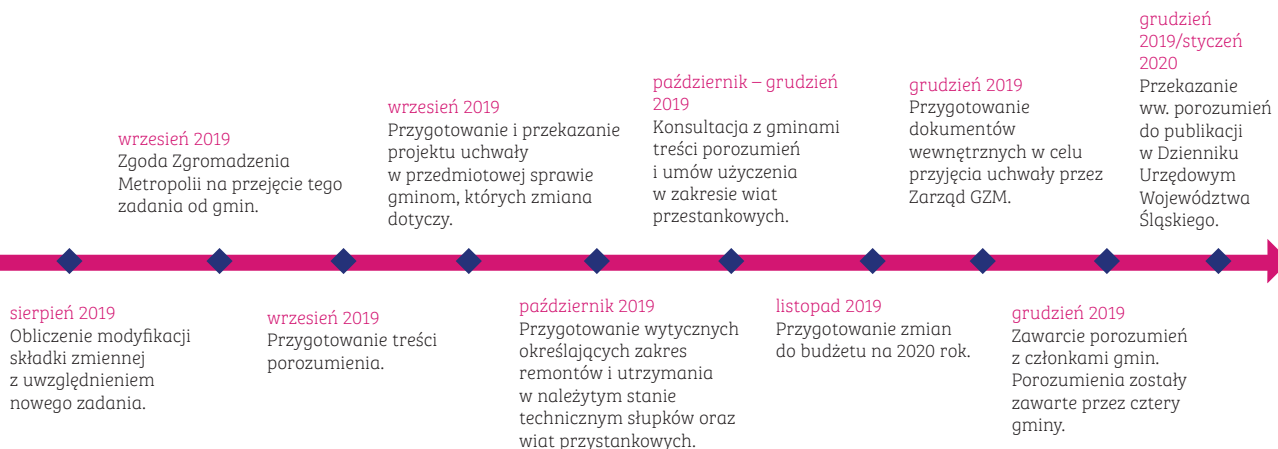 sierpień 2019
Obliczenie modyfikacji
składki zmiennej
z uwzględnieniem
nowego zadania.
wrzesień 2019
Zgoda Zgromadzenia
Metropolii na przejęcie tego
zadania od gmin.
wrzesień 2019
Przygotowanie treści
porozumienia.
wrzesień 2019
Przygotowanie i przekazanie
projektu uchwały
w przedmiotowej sprawie
gminom, których zmiana
dotyczy.
październik 2019
Przygotowanie wytycznych
określających zakres
remontów i utrzymania
w należytym stanie
technicznym słupków oraz
wiat przystankowych.
październik – grudzień
2019
Konsultacja z gminami
treści porozumień
i umów użyczenia
w zakresie wiat
przestankowych.
listopad 2019
Przygotowanie zmian
do budżetu na 2020 rok.
grudzień 2019
Przygotowanie
dokumentów
wewnętrznych w celu
przyjęcia uchwały przez
Zarząd GZM.
grudzień 2019
Zawarcie porozumień
z członkami gmin.
Porozumienia zostały
zawarte przez cztery
gminy.
grudzień
2019/styczeń
2020
Przekazanie
ww. porozumień
do publikacji
w Dzienniku
Urzędowym
Województwa
Śląskiego.